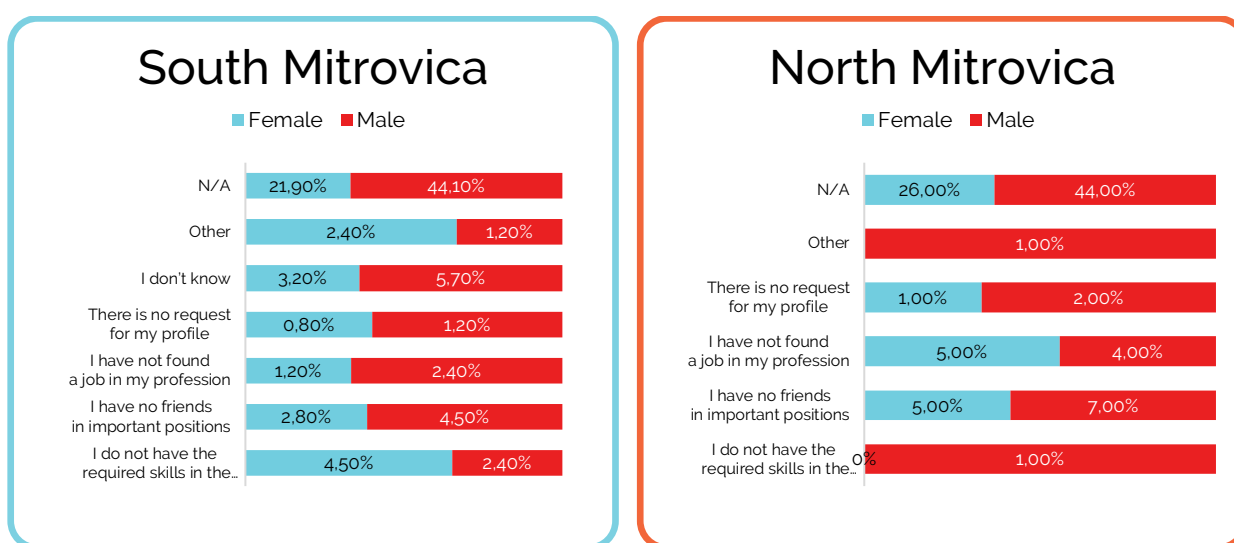 South Mitrovica
Female Male
N/A 21,90% 44,10%
Other 2,40% 1,20%
I don't know 3,20% 5,70%
There is no request
for my profile 0,80% 1,20%
I have not found
a job in my profession 1,20% 2,40%
I have no friends
in important positions 2,80% 4,50%
I do not have the
required skills in the... 4,50% 2,40%
North Mitrovica
Female Male
N/A 26,00% 44,00%
Other 1,00%
There is no request
for my profile 1,00% 2,00%
I have not found
a job in my profession 5,00% 4,00%
I have no friends
in important positions 5,00% 7,00%
I do not have the
required skills in the... 0% 1,00%